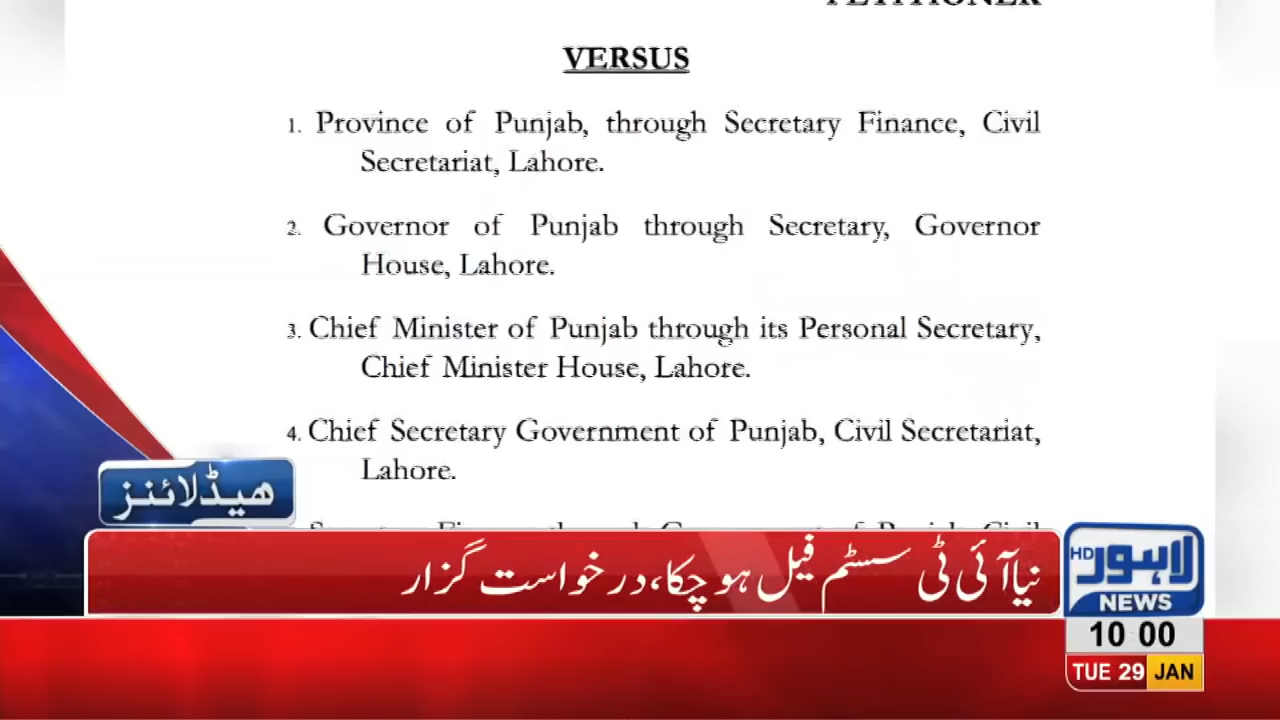 PETITIONER
VERSUS
1. Province of Punjab, through Secretary Finance, Civil
Secretariat, Lahore.
2. Governor of Punjab through Secretary, Governor
House, Lahore.
3. Chief Minister of Punjab through its Personal Secretary,
Chief Minister House, Lahore.
4. Chief Secretary Government of Punjab, Civil Secretariat,
Lahore.
ھیڈلائنز
نیا آئی ٹی سسٹم فیل ہو چکا، درخواست گزار
HD لاہور
NEWS
10 00
TUE 29 JAN